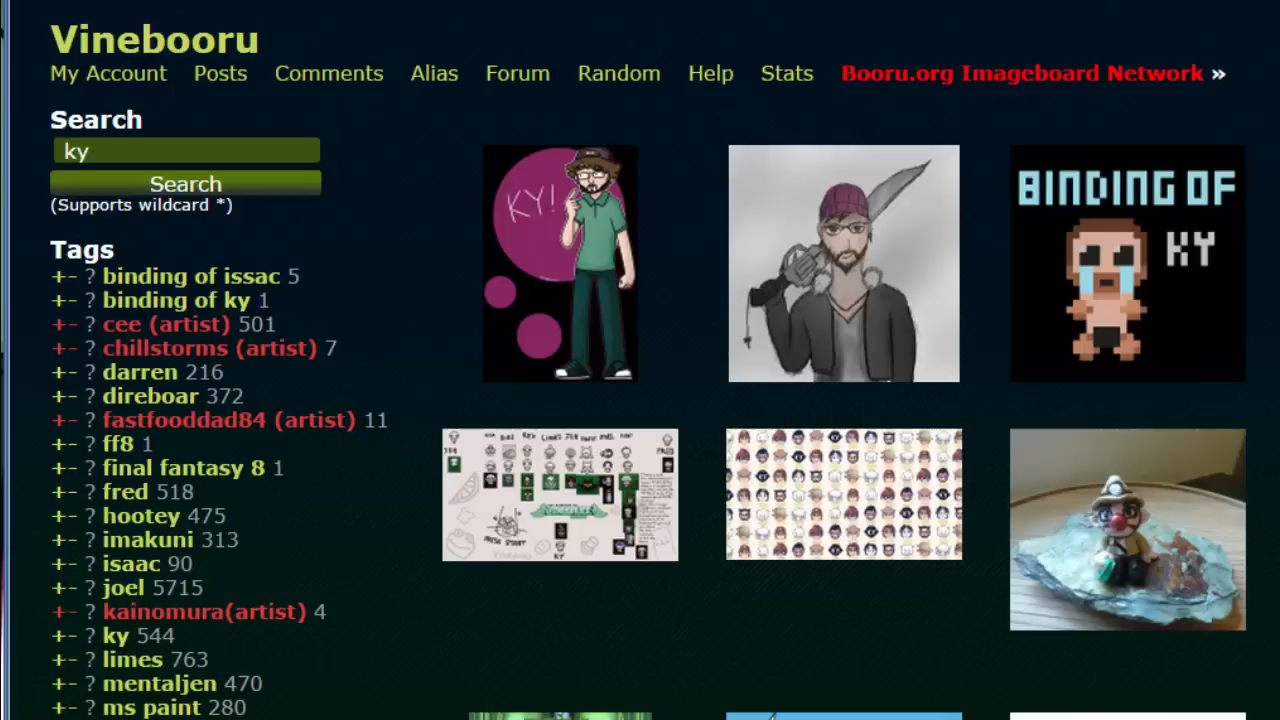 Vinebooru
My Account Posts Comments Alias Forum Random Help Stats Booru.org Imageboard Network »
Search
ky
Search
(Supports wildcard *)
Tags
+- ? binding of issac 5
+- ? binding of ky 1
+- ? cee (artist) 501
+- ? chillstorms (artist) 7
+- ? darren 216
+- ? direboar 372
+- ? fastfooddad84 (artist) 11
+- ? ff8 1
+- ? final fantasy 8 1
+- ? fred 518
+- ? hootey 475
+- ? imakuni 313
+- ? isaac 90
+- ? joel 5715
+- ? kainomura(artist) 4
+- ? ky 544
+- ? limes 763
+- ? mentaljen 470
+- ? ms paint 280
KY!
BINDING OF
KY
PRESS START
KY